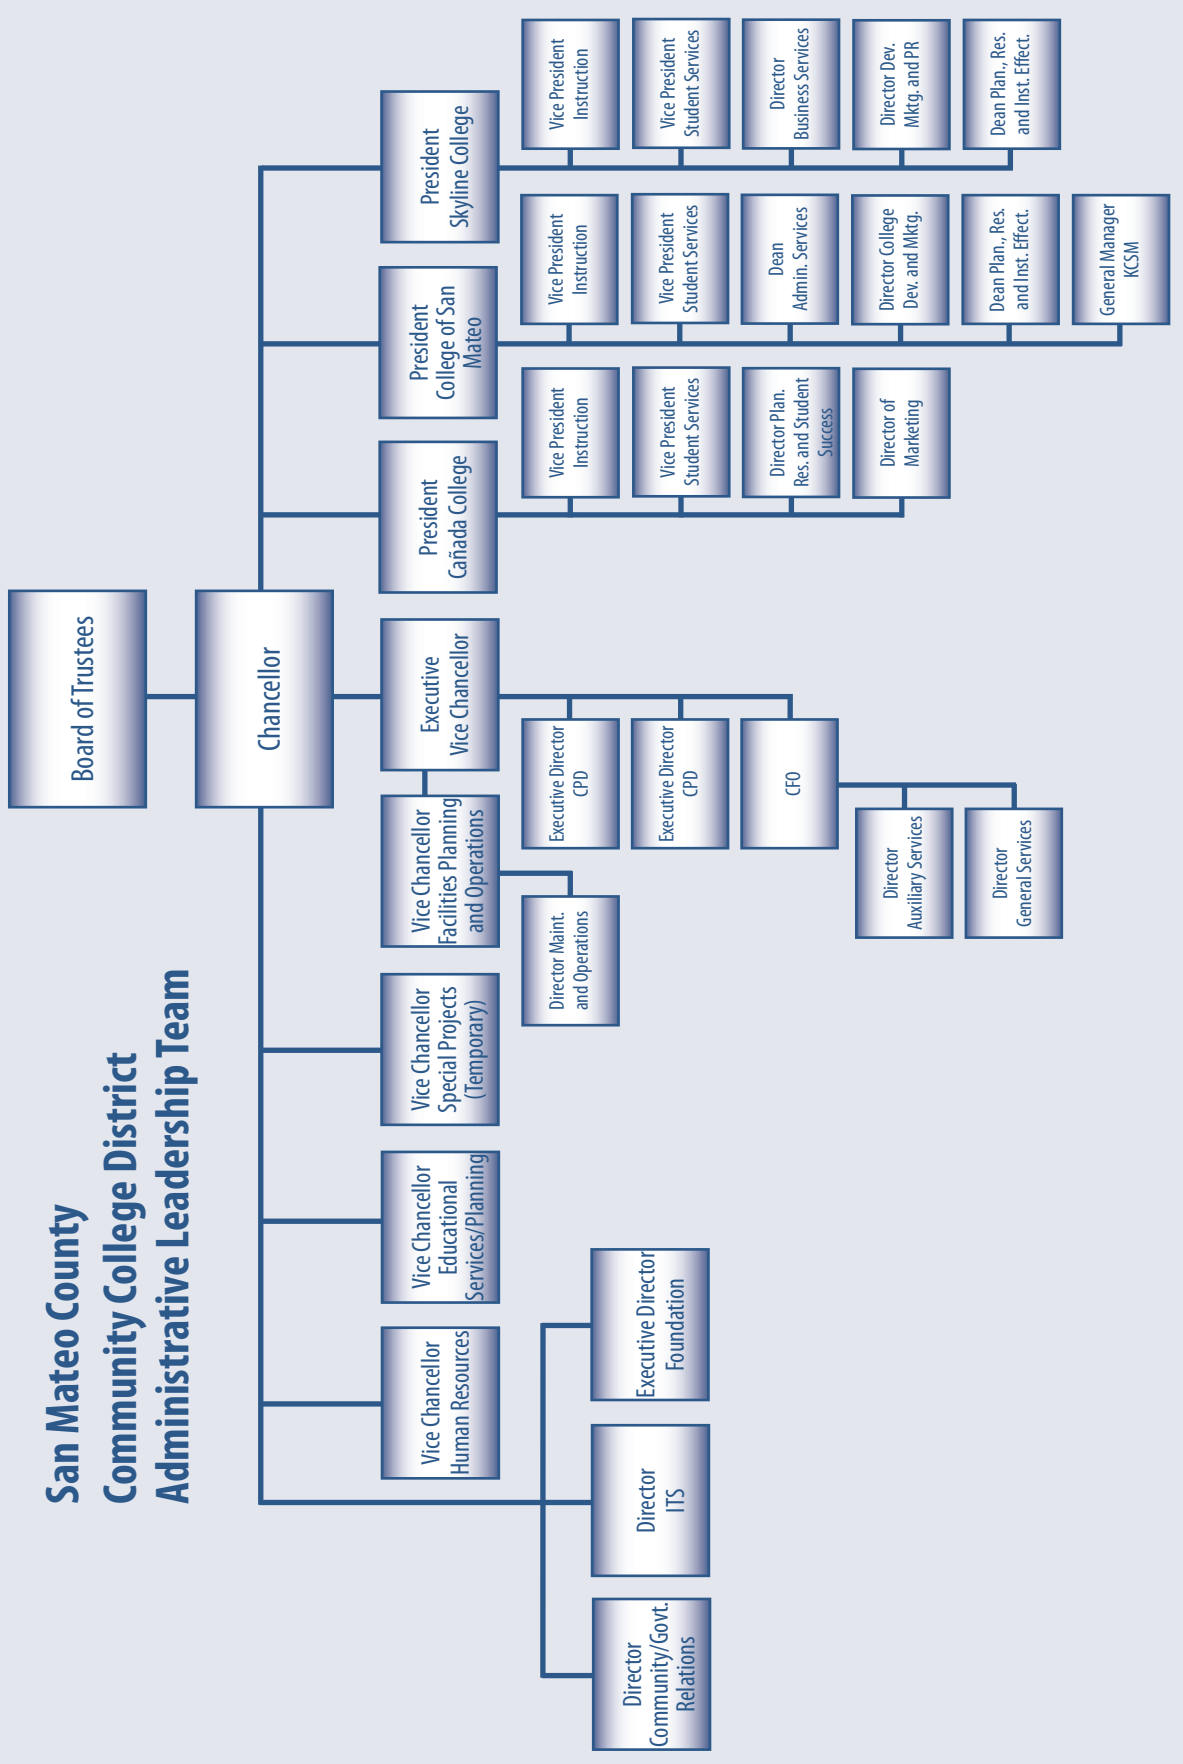 San Mateo County
Community College District
Administrative Leadership Team
Board of Trustees
Chancellor
Vice Chancellor
Human Resources
Vice Chancellor
Educational
Services/Planning
Vice Chancellor
Special Projects
(Temporary)
Vice Chancellor
Facilities Planning
and Operations
Executive
Vice Chancellor
President
Cañada College
President
College of San
Mateo
President
Skyline College
Director
Community/Govt.
Relations
Director
ITS
Executive Director
Foundation
Director Maint.
and Operations
Executive Director
CPD
Executive Director
CPD
CFO
Director
Auxiliary Services
Director
General Services
Vice President
Instruction
Vice President
Student Services
Director Plan.
Res. and Student
Success
Director of
Marketing
Vice President
Instruction
Vice President
Student Services
Dean
Admin. Services
Director College
Dev. and Mktg.
Dean Plan., Res.
and Inst. Effect.
General Manager
KCSM
Vice President
Instruction
Vice President
Student Services
Director
Business Services
Director Dev.
Mktg. and PR
Dean Plan., Res.
and Inst. Effect.